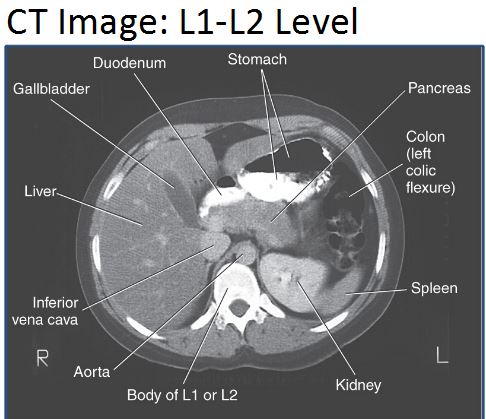 CT Image: L1-L2 Level
Duodenum
Stomach
Gallbladder
Pancreas
Colon
(left
colic
flexure)
Liver
Spleen
Inferior
vena cava
R
L
Aorta
Kidney
Body of L1 or L2